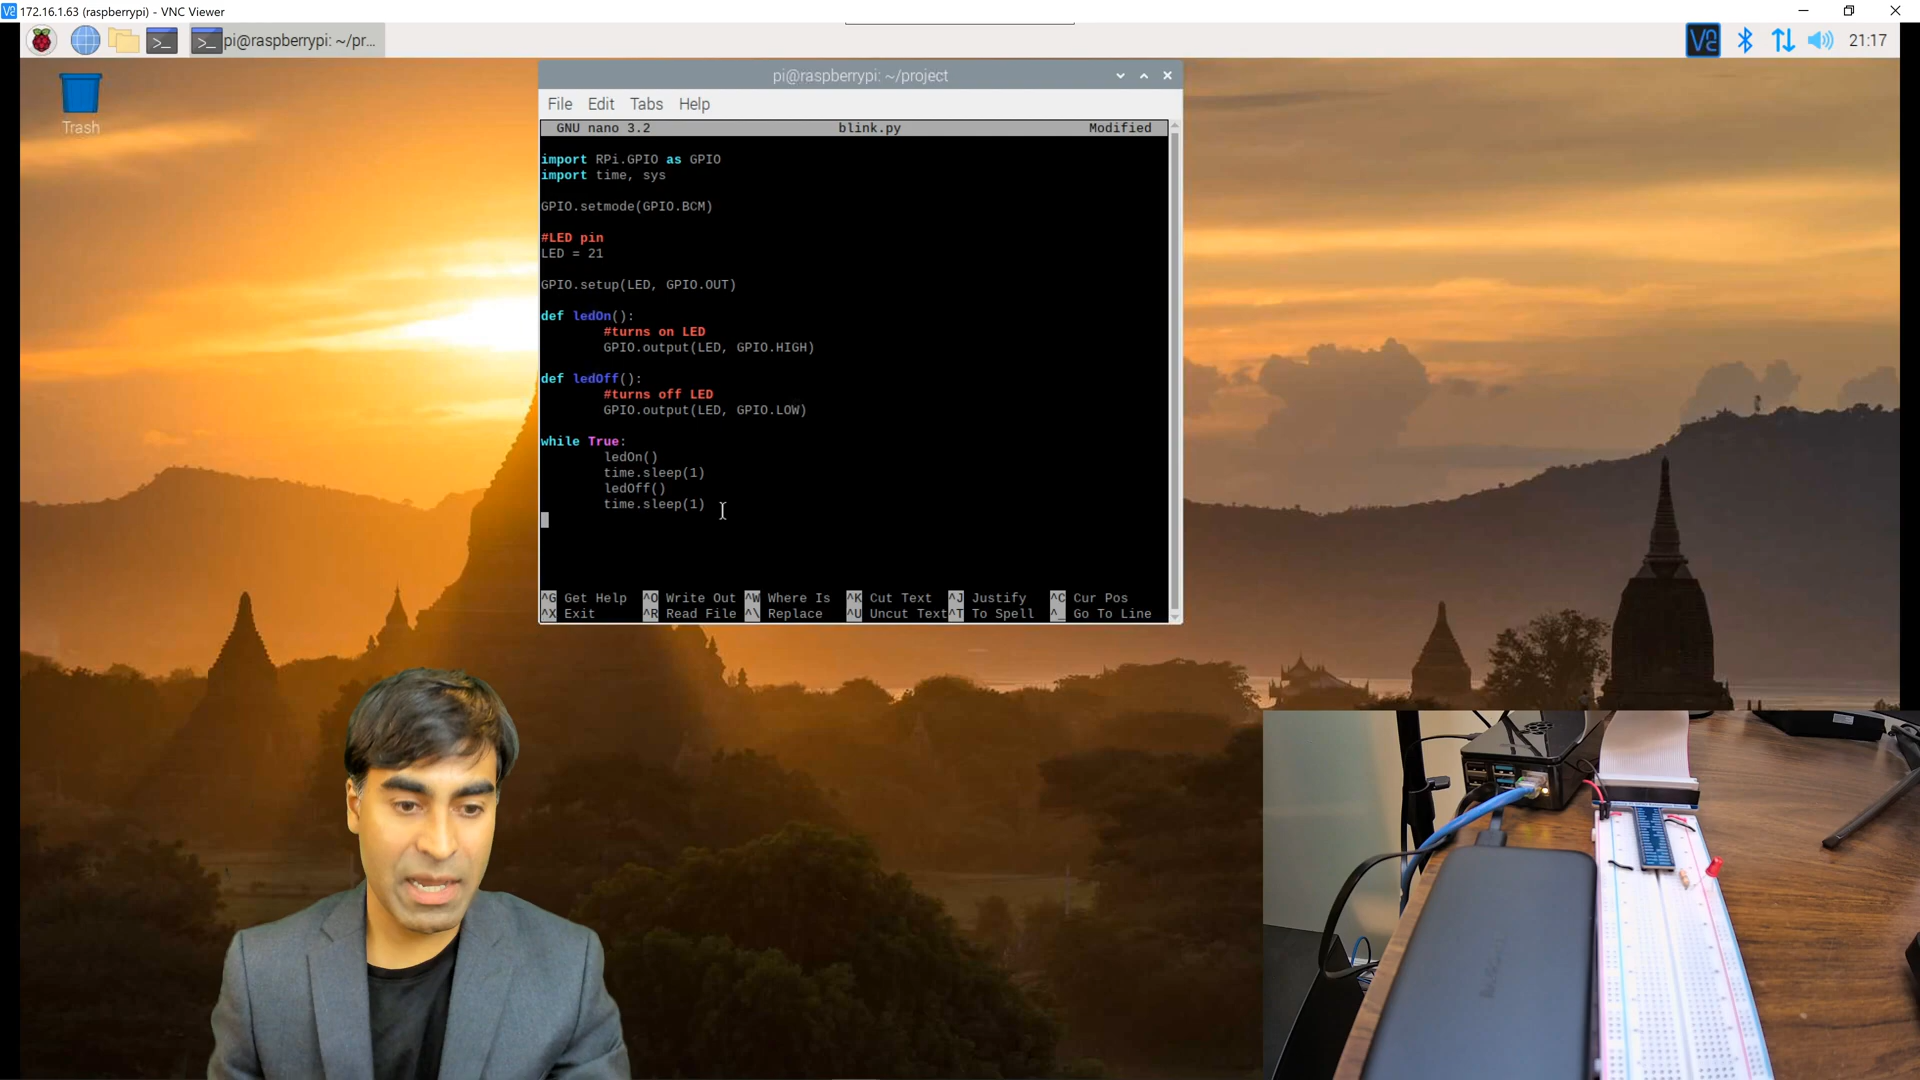 172.16.1.63 (raspberrypi) - VNC Viewer
pi@raspberrypi: ~/pr...
21:17
Trash
pi@raspberrypi: ~/project
File Edit Tabs Help
GNU nano 3.2 blink.py Modified
import RPi.GPIO as GPIO
import time, sys
GPIO.setmode(GPIO.BCM)
#LED pin
LED = 21
GPIO.setup(LED, GPIO.OUT)
def ledOn():
#turns on LED
GPIO.output(LED, GPIO.HIGH)
def ledOff():
#turns off LED
GPIO.output(LED, GPIO.LOW)
while True:
ledOn()
time.sleep(1)
ledOff()
time.sleep(1)
^G Get Help ^O Write Out ^W Where Is ^K Cut Text ^J Justify ^C Cur Pos
^X Exit ^R Read File ^\ Replace ^U Uncut Text ^T To Spell ^_ Go To Line